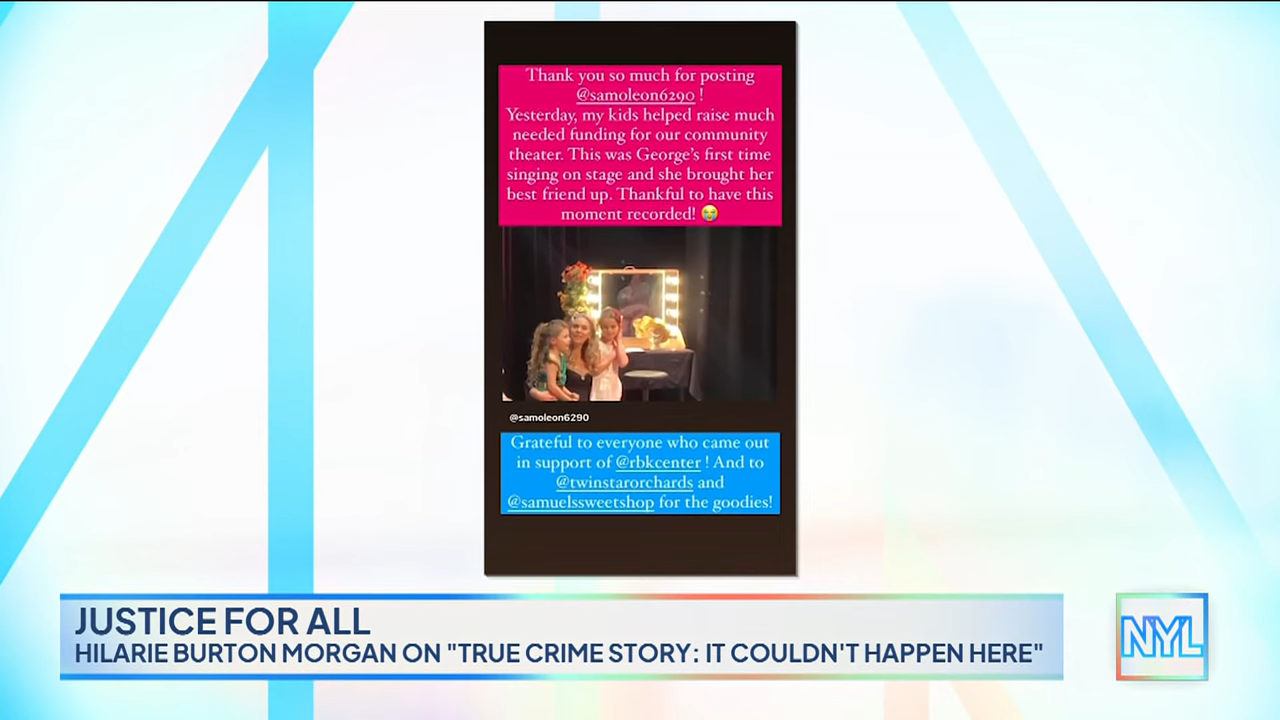 Thank you so much for posting
@samoleon6290 !
Yesterday, my kids helped raise much
needed funding for our community
theater. This was George's first time
singing on stage and she brought her
best friend up. Thankful to have this
moment recorded! 😭
@samoleon6290
Grateful to everyone who came out
in support of @rbkcenter ! And to
@twinstarorchards and
@samuelssweetshop for the goodies!
JUSTICE FOR ALL
HILARIE BURTON MORGAN ON "TRUE CRIME STORY: IT COULDN'T HAPPEN HERE"
NYL